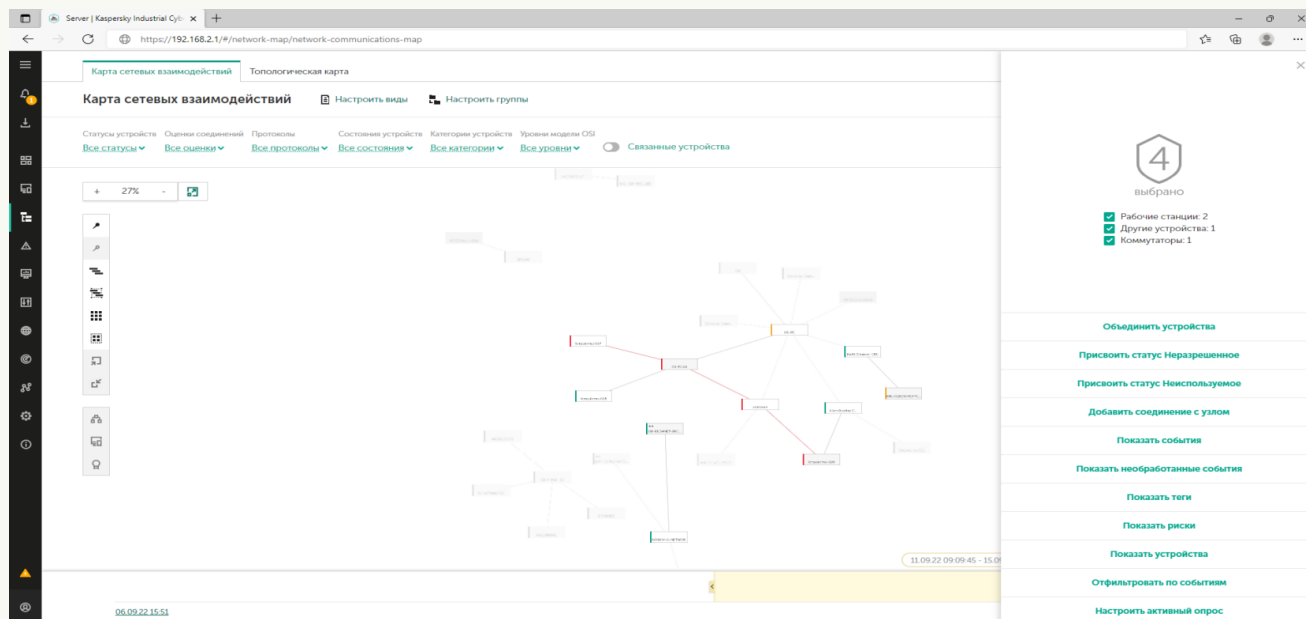 Server | Kaspersky Industrial Cyb
https://192.168.2.1/#/network-map/network-communications-map
Карта сетевых взаимодействий
Топологическая карта
Карта сетевых взаимодействий
Настроить виды
Настроить группы
Статусы устройств
Оценки соединений
Протоколы
Состояния устройств
Категории устройств
Уровни модели OSI
Все статусы
Все оценки
Все протоколы
Все состояния
Все категории
Все уровни
Связанные устройства
1
+ 27% -
11.09.22 09:09:45 - 15.09
06.09.22 15:51
4
выбрано
Рабочие станции: 2
Другие устройства: 1
Коммутаторы: 1
Объединить устройства
Присвоить статус Неразрешенное
Присвоить статус Неиспользуемое
Добавить соединение с узлом
Показать события
Показать необработанные события
Показать теги
Показать риски
Показать устройства
Отфильтровать по событиям
Настроить активный опрос